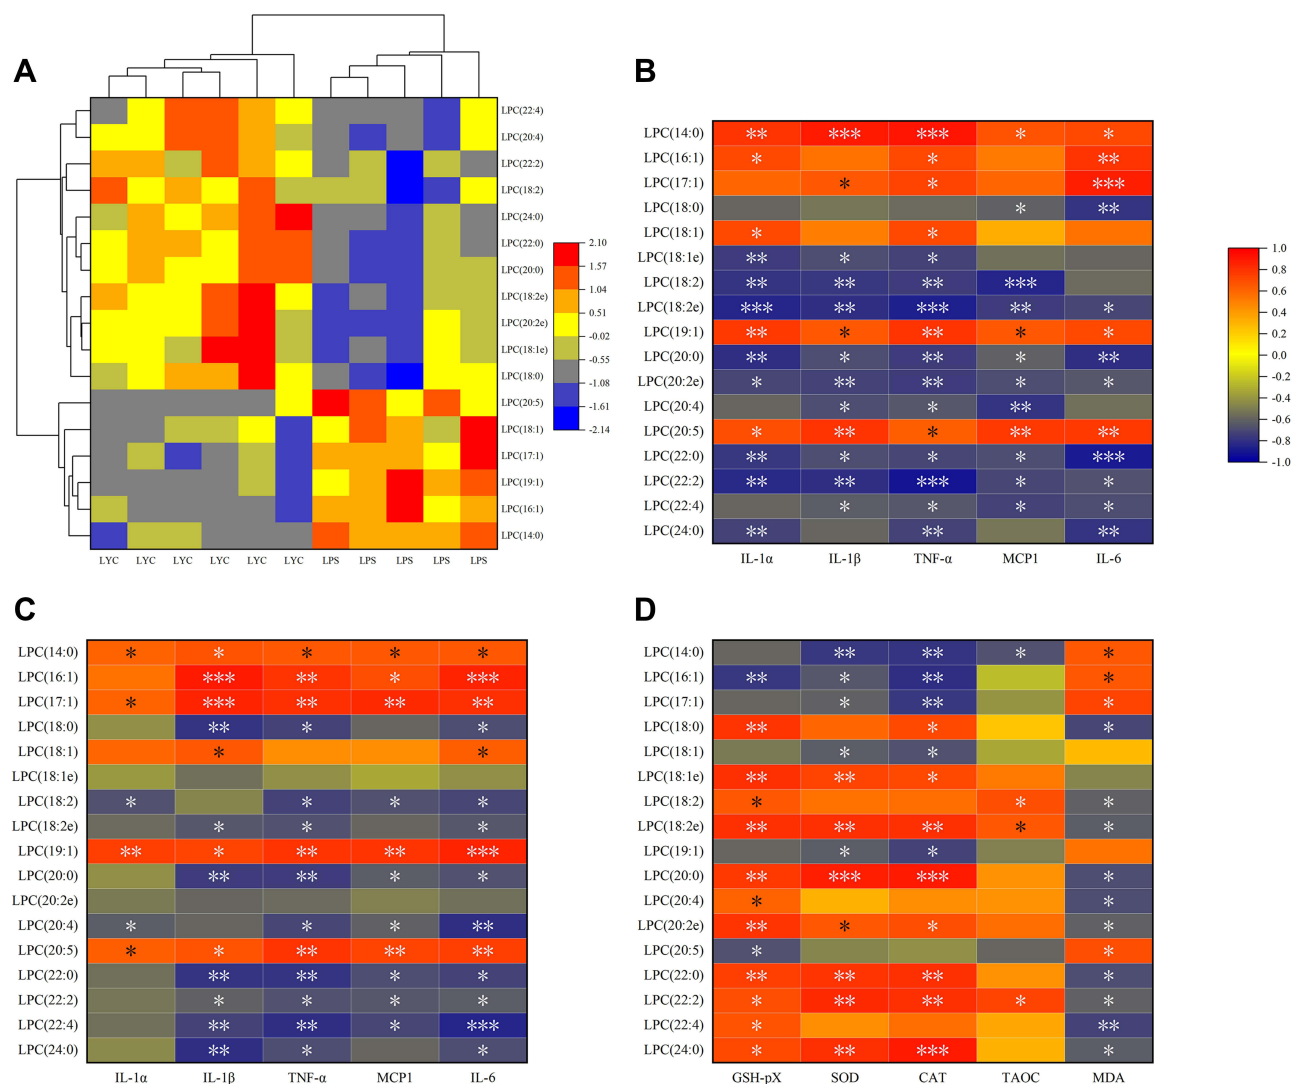 A
LPC(22:4)
LPC(20:4)
LPC(22:2)
LPC(18:2)
LPC(24:0)
LPC(22:0)
LPC(20:0)
LPC(18:2e)
LPC(20:2e)
LPC(18:1e)
LPC(18:0)
LPC(20:5)
LPC(18:1)
LPC(17:1)
LPC(19:1)
LPC(16:1)
LPC(14:0)
LYC LYC LYC LYC LYC LYC LPS LPS LPS LPS LPS
2.10
1.57
1.04
0.51
-0.02
-0.55
-1.08
-1.61
-2.14
B
LPC(14:0) ** *** *** * *
LPC(16:1) * * **
LPC(17:1) * * ***
LPC(18:0) * **
LPC(18:1) * *
LPC(18:1e) ** * *
LPC(18:2) ** ** ** ***
LPC(18:2e) *** ** *** ** *
LPC(19:1) ** * ** * *
LPC(20:0) ** * ** * **
LPC(20:2e) * ** ** * *
LPC(20:4) * * **
LPC(20:5) * ** * ** **
LPC(22:0) ** * * * ***
LPC(22:2) ** ** *** * *
LPC(22:4) * * * *
LPC(24:0) ** ** **
IL-1α IL-1β TNF-α MCP1 IL-6
1.0
0.8
0.6
0.4
0.2
0.0
-0.2
-0.4
-0.6
-0.8
-1.0
C
LPC(14:0) * * * * *
LPC(16:1) *** ** * ***
LPC(17:1) * *** ** ** **
LPC(18:0) ** * *
LPC(18:1) * *
LPC(18:1e)
LPC(18:2) * * * *
LPC(18:2e) * * *
LPC(19:1) ** * ** ** ***
LPC(20:0) ** ** * *
LPC(20:2e)
LPC(20:4) * * * **
LPC(20:5) * * ** ** **
LPC(22:0) ** ** * *
LPC(22:2) * * * *
LPC(22:4) ** ** * ***
LPC(24:0) ** * *
IL-1α IL-1β TNF-α MCP1 IL-6
D
LPC(14:0) ** ** * *
LPC(16:1) ** * ** *
LPC(17:1) * ** *
LPC(18:0) ** * *
LPC(18:1) * *
LPC(18:1e) ** ** *
LPC(18:2) * * *
LPC(18:2e) ** ** ** * *
LPC(19:1) * *
LPC(20:0) ** *** *** *
LPC(20:4) * *
LPC(20:2e) ** * * *
LPC(20:5) * *
LPC(22:0) ** ** ** *
LPC(22:2) * ** ** * *
LPC(22:4) * **
LPC(24:0) * ** *** *
GSH-pX SOD CAT TAOC MDA